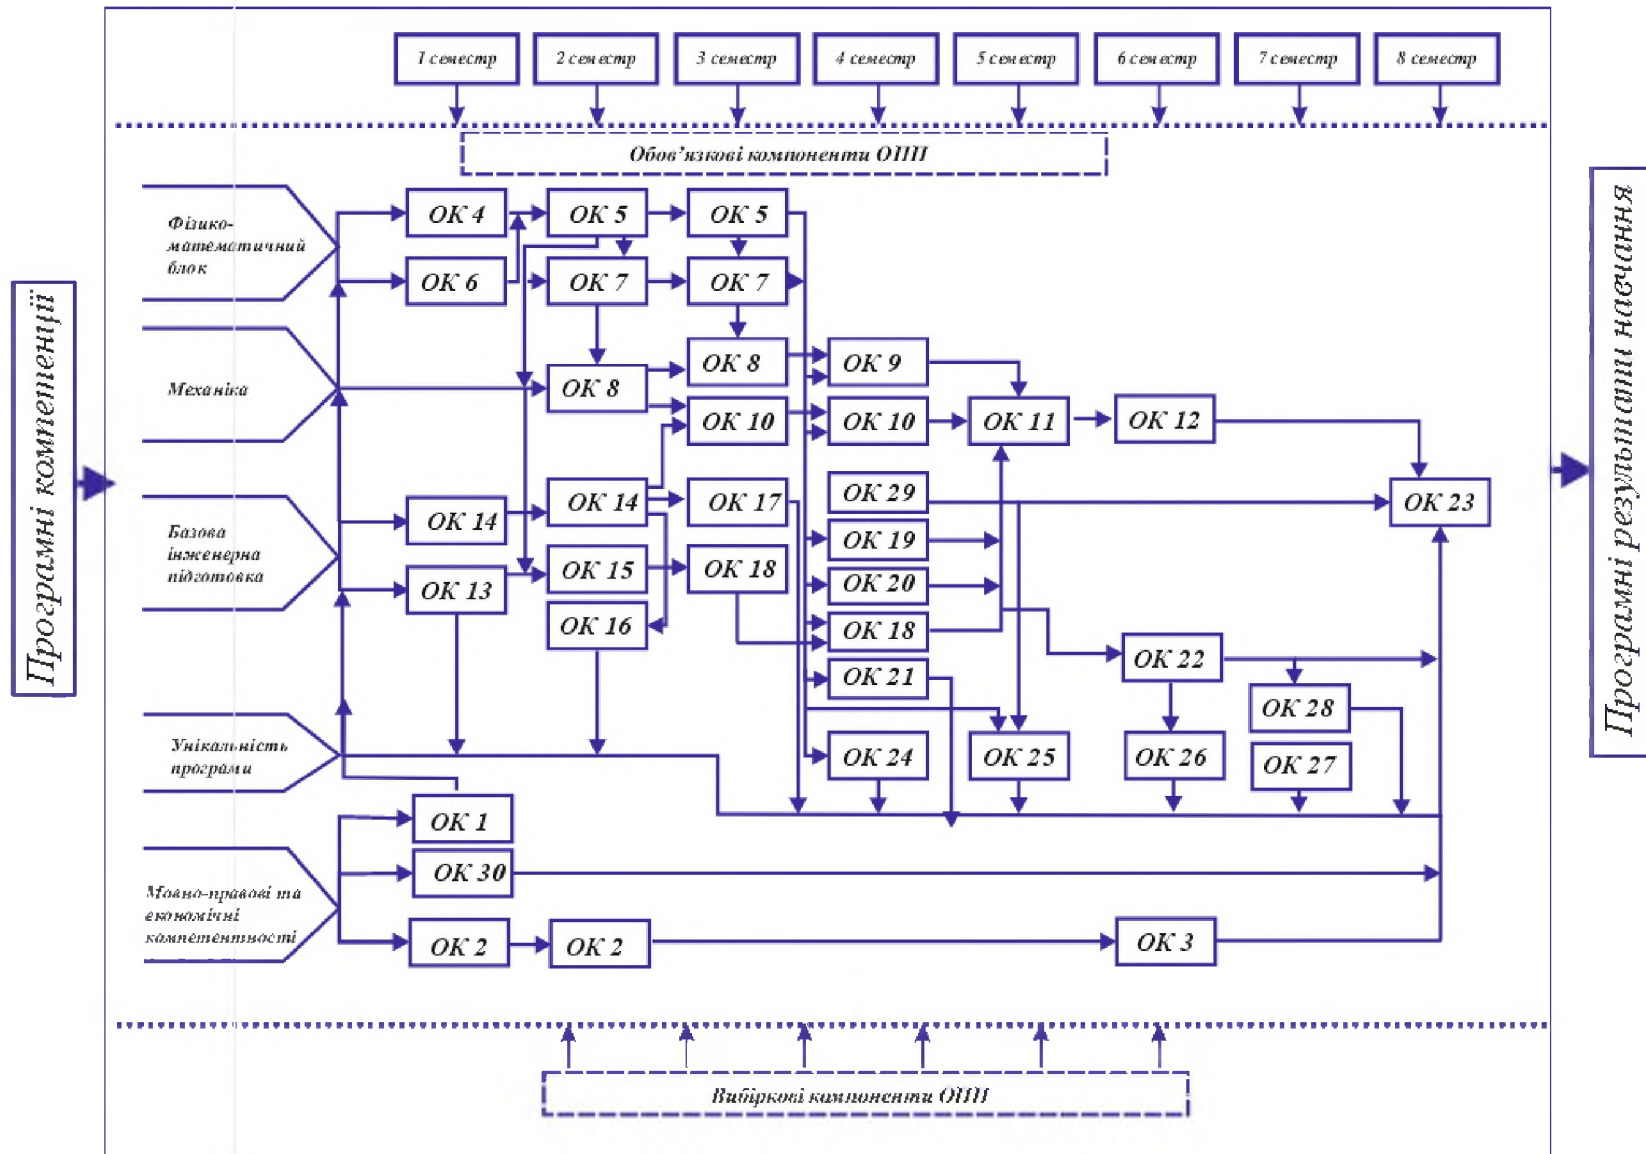 1 семестр
2 семестр
3 семестр
4 семестр
5 семестр
6 семестр
7 семестр
8 семестр
Обов’язкові компоненти ОПП
Програмні компетенції
Програмні результати навчання
Фізико-
математичний
блок
ОК 4
ОК 5
ОК 5
ОК 6
ОК 7
ОК 7
Механіка
ОК 8
ОК 8
ОК 9
ОК 10
ОК 10
ОК 11
ОК 12
Базова
інженерна
підготовка
ОК 14
ОК 14
ОК 17
ОК 29
ОК 23
ОК 19
ОК 13
ОК 15
ОК 18
ОК 20
ОК 16
ОК 18
ОК 22
ОК 21
ОК 28
Унікальність
програми
ОК 24
ОК 25
ОК 26
ОК 27
ОК 1
Мовно-правові та
економічні
компетентності
ОК 30
ОК 2
ОК 2
ОК 3
Вибіркові компоненти ОПП